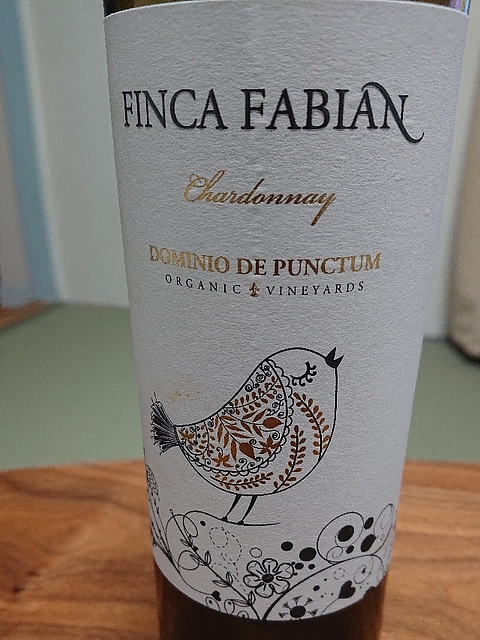 FINCA FABIAN
Chardonnay
DOMINIO DE PUNCTUM
ORGANIC VINEYARDS